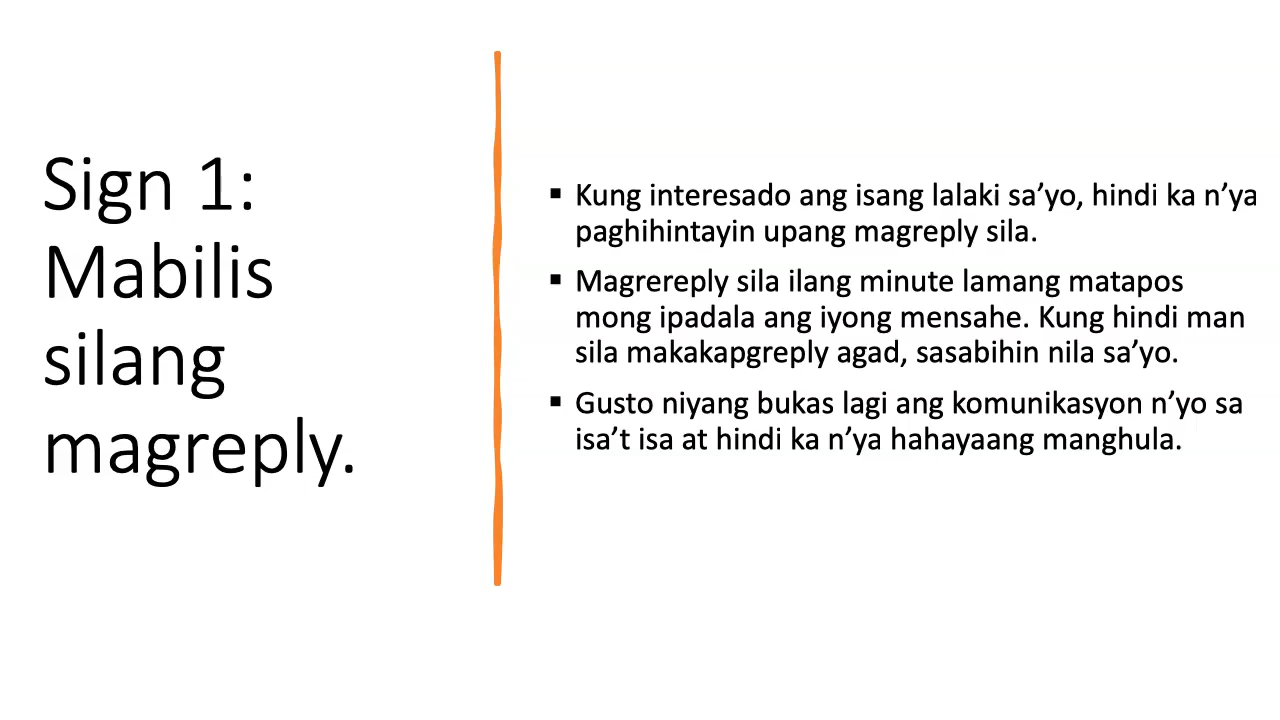 Sign 1:
Mabilis
silang
magreply.
▪ Kung interesado ang isang lalaki sa’yo, hindi ka n’ya
paghihintayin upang magreply sila.
▪ Magrereply sila ilang minute lamang matapos
mong ipadala ang iyong mensahe. Kung hindi man
sila makakapgreply agad, sasabihin nila sa’yo.
▪ Gusto niyang bukas lagi ang komunikasyon n’yo sa
isa’t isa at hindi ka n’ya hahayaang manghula.